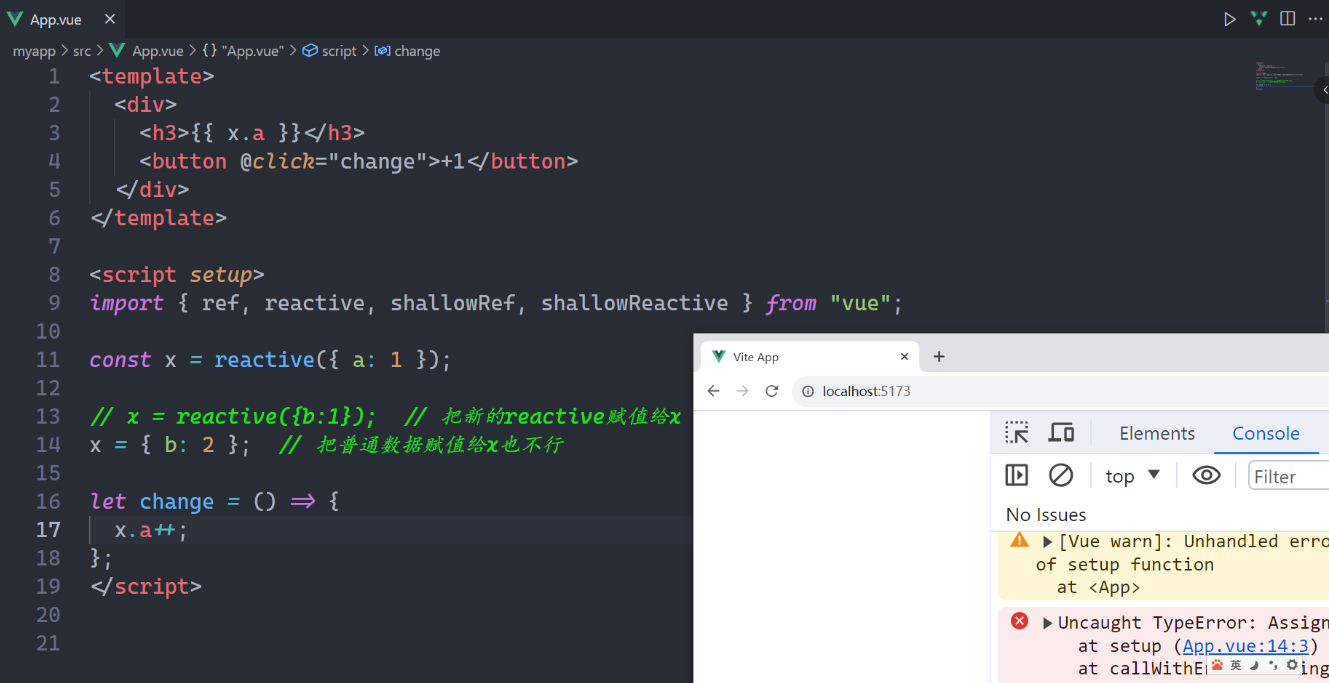 App.vue
myapp > src > App.vue > {} "App.vue" > script > change
1 <template>
2 <div>
3 <h3>{{ x.a }}</h3>
4 <button @click="change">+1</button>
5 </div>
6 </template>
7
8 <script setup>
9 import { ref, reactive, shallowRef, shallowReactive } from "vue";
10
11 const x = reactive({ a: 1 });
12
13 // x = reactive({b:1}); // 把新的reactive赋值给x
14 x = { b: 2 }; // 把普通数据赋值给x也不行
15
16 let change = () => {
17 x.a++;
18 };
19 </script>
20
21
Vite App
localhost:5173
Elements Console
top Filter
No Issues
[Vue warn]: Unhandled erro
of setup function
at <App>
Uncaught TypeError: Assign
at setup (App.vue:14:3)
at callWithE
英
ing